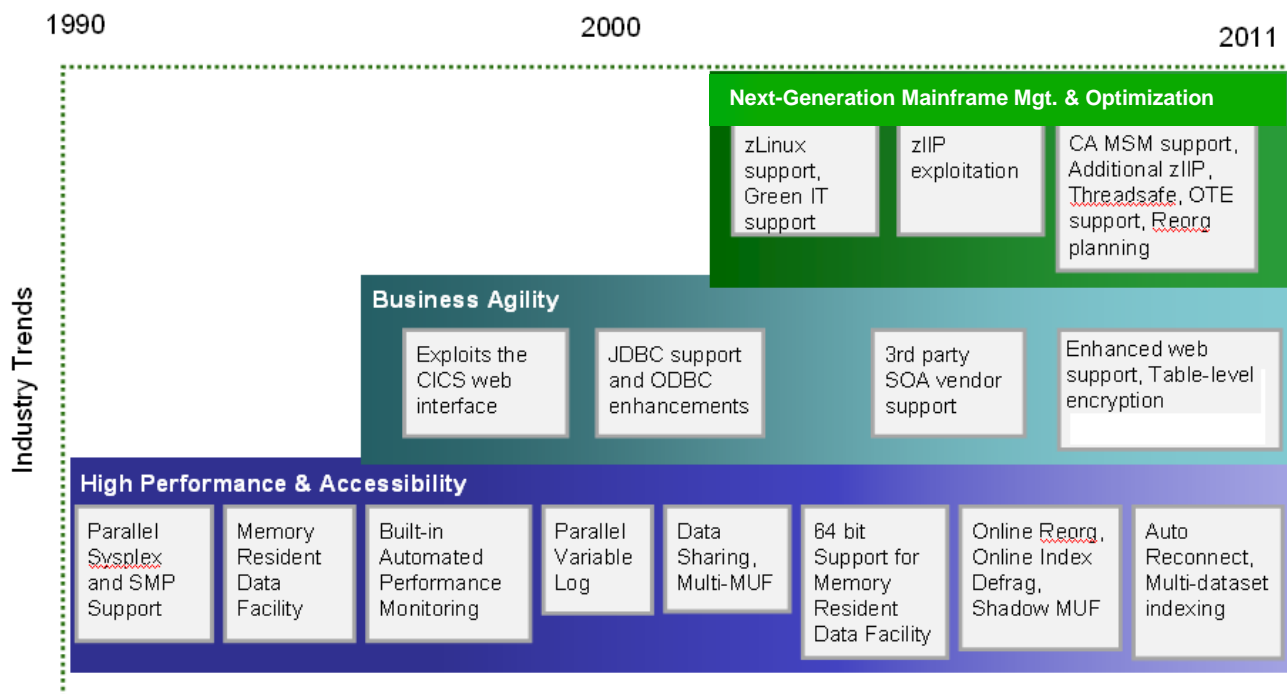 1990
2000
2011
Industry Trends
Next-Generation Mainframe Mgt. & Optimization
zLinux
support,
Green IT
support
zIIP
exploitation
CA MSM support,
Additional zIIP,
Threadsafe, OTE
support, Reorg
planning
Business Agility
Exploits the
CICS web
interface
JDBC support
and ODBC
enhancements
3rd party
SOA vendor
support
Enhanced web
support, Table-level
encryption
High Performance & Accessibility
Parallel
Sysplex
and SMP
Support
Memory
Resident
Data
Facility
Built-in
Automated
Performance
Monitoring
Parallel
Variable
Log
Data
Sharing,
Multi-MUF
64 bit
Support for
Memory
Resident
Data Facility
Online Reorg,
Online Index
Defrag,
Shadow MUF
Auto
Reconnect,
Multi-dataset
indexing